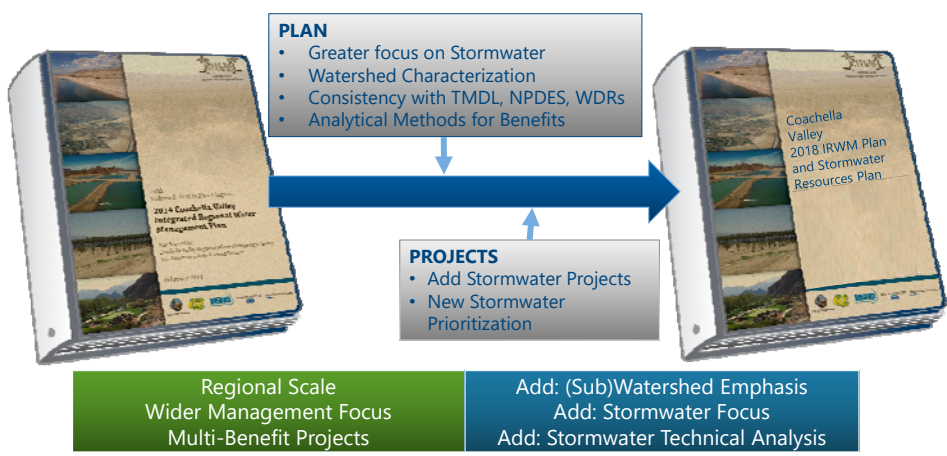 PLAN
• Greater focus on Stormwater
• Watershed Characterization
• Consistency with TMDL, NPDES, WDRs
• Analytical Methods for Benefits
2014 Coachella Valley
Integrated Regional Water
Management Plan
Coachella
Valley
2018 IRWM Plan
and Stormwater
Resources Plan
PROJECTS
• Add Stormwater Projects
• New Stormwater
Prioritization
Regional Scale
Wider Management Focus
Multi-Benefit Projects
Add: (Sub)Watershed Emphasis
Add: Stormwater Focus
Add: Stormwater Technical Analysis